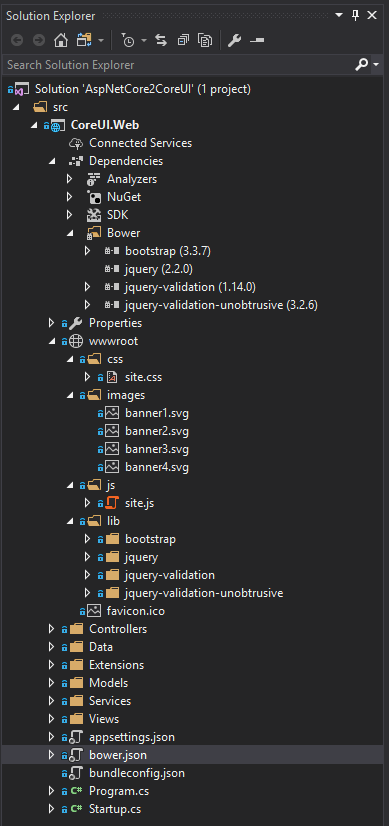 Solution Explorer
Search Solution Explorer
Solution 'AspNetCore2CoreUI' (1 project)
src
CoreUI.Web
Connected Services
Dependencies
Analyzers
NuGet
SDK
Bower
bootstrap (3.3.7)
jquery (2.2.0)
jquery-validation (1.14.0)
jquery-validation-unobtrusive (3.2.6)
Properties
wwwroot
css
site.css
images
banner1.svg
banner2.svg
banner3.svg
banner4.svg
js
site.js
lib
bootstrap
jquery
jquery-validation
jquery-validation-unobtrusive
favicon.ico
Controllers
Data
Extensions
Models
Services
Views
appsettings.json
bower.json
bundleconfig.json
C# Program.cs
C# Startup.cs